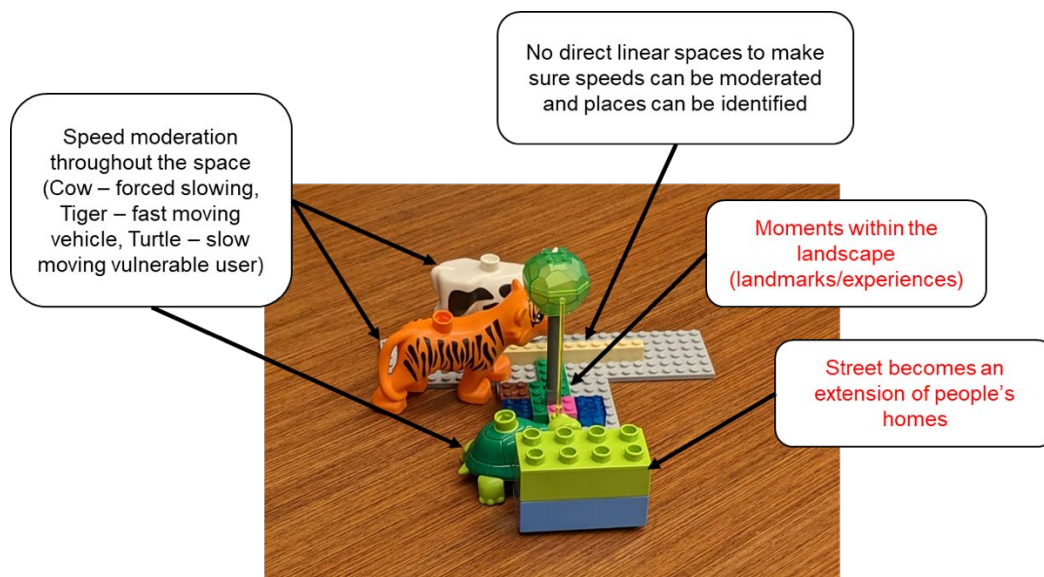 No direct linear spaces to make
sure speeds can be moderated
and places can be identified
Speed moderation
throughout the space
(Cow – forced slowing,
Tiger – fast moving
vehicle, Turtle – slow
moving vulnerable user)
Moments within the
landscape
(landmarks/experiences)
Street becomes an
extension of people's
homes